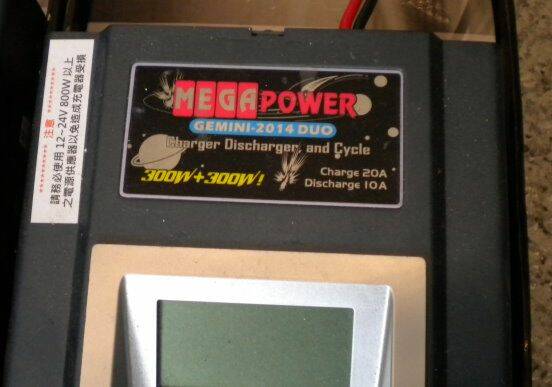 ******** 注意 ********
請務必使用 12~24V 800W 以上
之電源供應器以免造成充電器受損
MEGAPOWER
GEMINI-2014 DUO
Charger Discharger, and Cycle
300W+300W!
Charge 20A
Discharge 10A